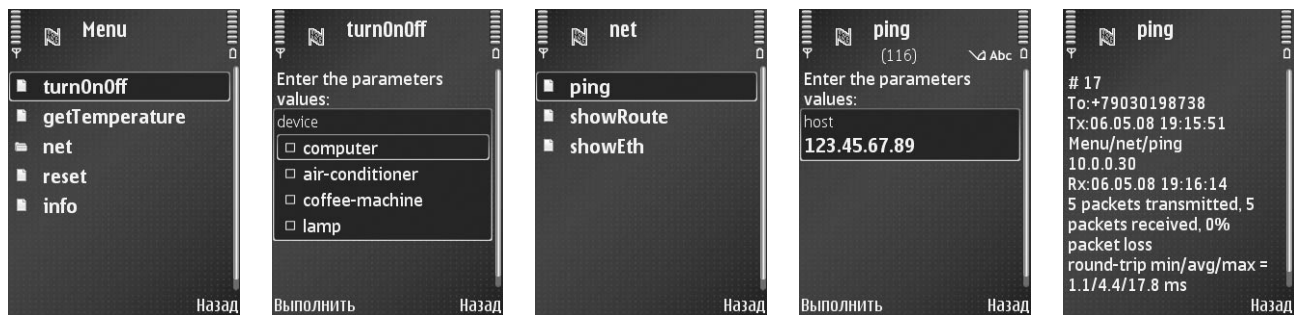 Menu
turnOnOff
getTemperature
net
reset
info
Назад
turnOnOff
Enter the parameters
values:
device
computer
air-conditioner
coffee-machine
lamp
Выполнить Назад
net
ping
showRoute
showEth
Назад
ping
(116) Abc
Enter the parameters
values:
host
123.45.67.89
Выполнить Назад
ping
# 17
To:+79030198738
Tx:06.05.08 19:15:51
Menu/net/ping
10.0.0.30
Rx:06.05.08 19:16:14
5 packets transmitted, 5
packets received, 0%
packet loss
round-trip min/avg/max =
1.1/4.4/17.8 ms
Назад